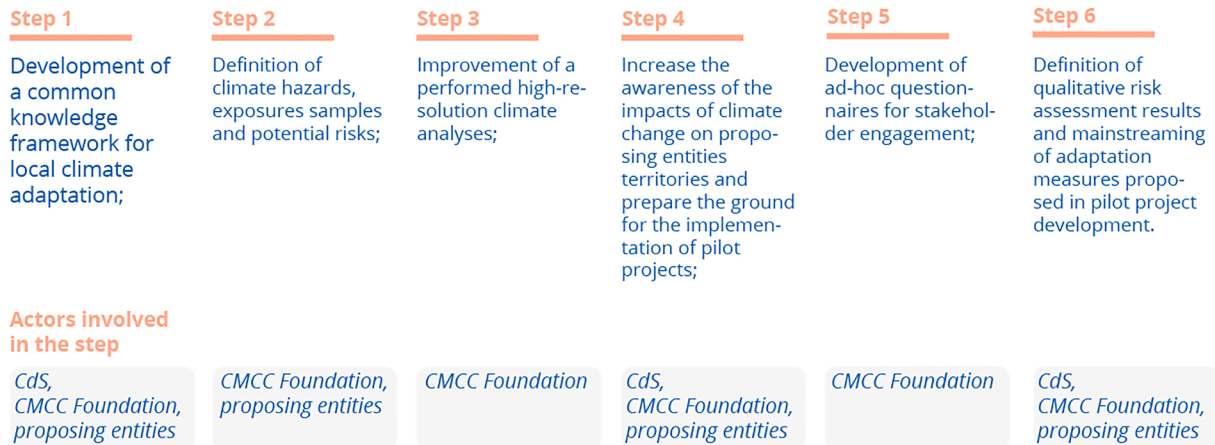 Step 1
Development of
a common
knowledge
framework for
local climate
adaptation;
Step 2
Definition of
climate hazards,
exposures samples
and potential risks;
Step 3
Improvement of a
performed high-re-
solution climate
analyses;
Step 4
Increase the
awareness of the
impacts of climate
change on propo-
sing entities
territories and
prepare the ground
for the implemen-
tation of pilot
projects;
Step 5
Development of
ad-hoc question-
naires for stakehol-
der engagement;
Step 6
Definition of
qualitative risk
assessment results
and mainstreaming
of adaptation
measures propo-
sed in pilot project
development.
Actors involved
in the step
CdS,
CMCC Foundation,
proposing entities
CMCC Foundation,
proposing entities
CMCC Foundation
CdS,
CMCC Foundation,
proposing entities
CMCC Foundation
CdS,
CMCC Foundation,
proposing entities